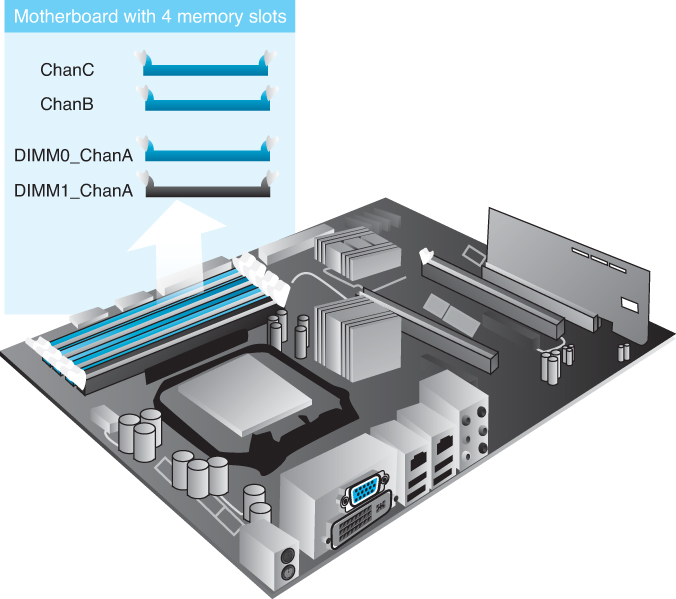 Motherboard with 4 memory slots
ChanC
ChanB
DIMM0_ChanA
DIMM1_ChanA